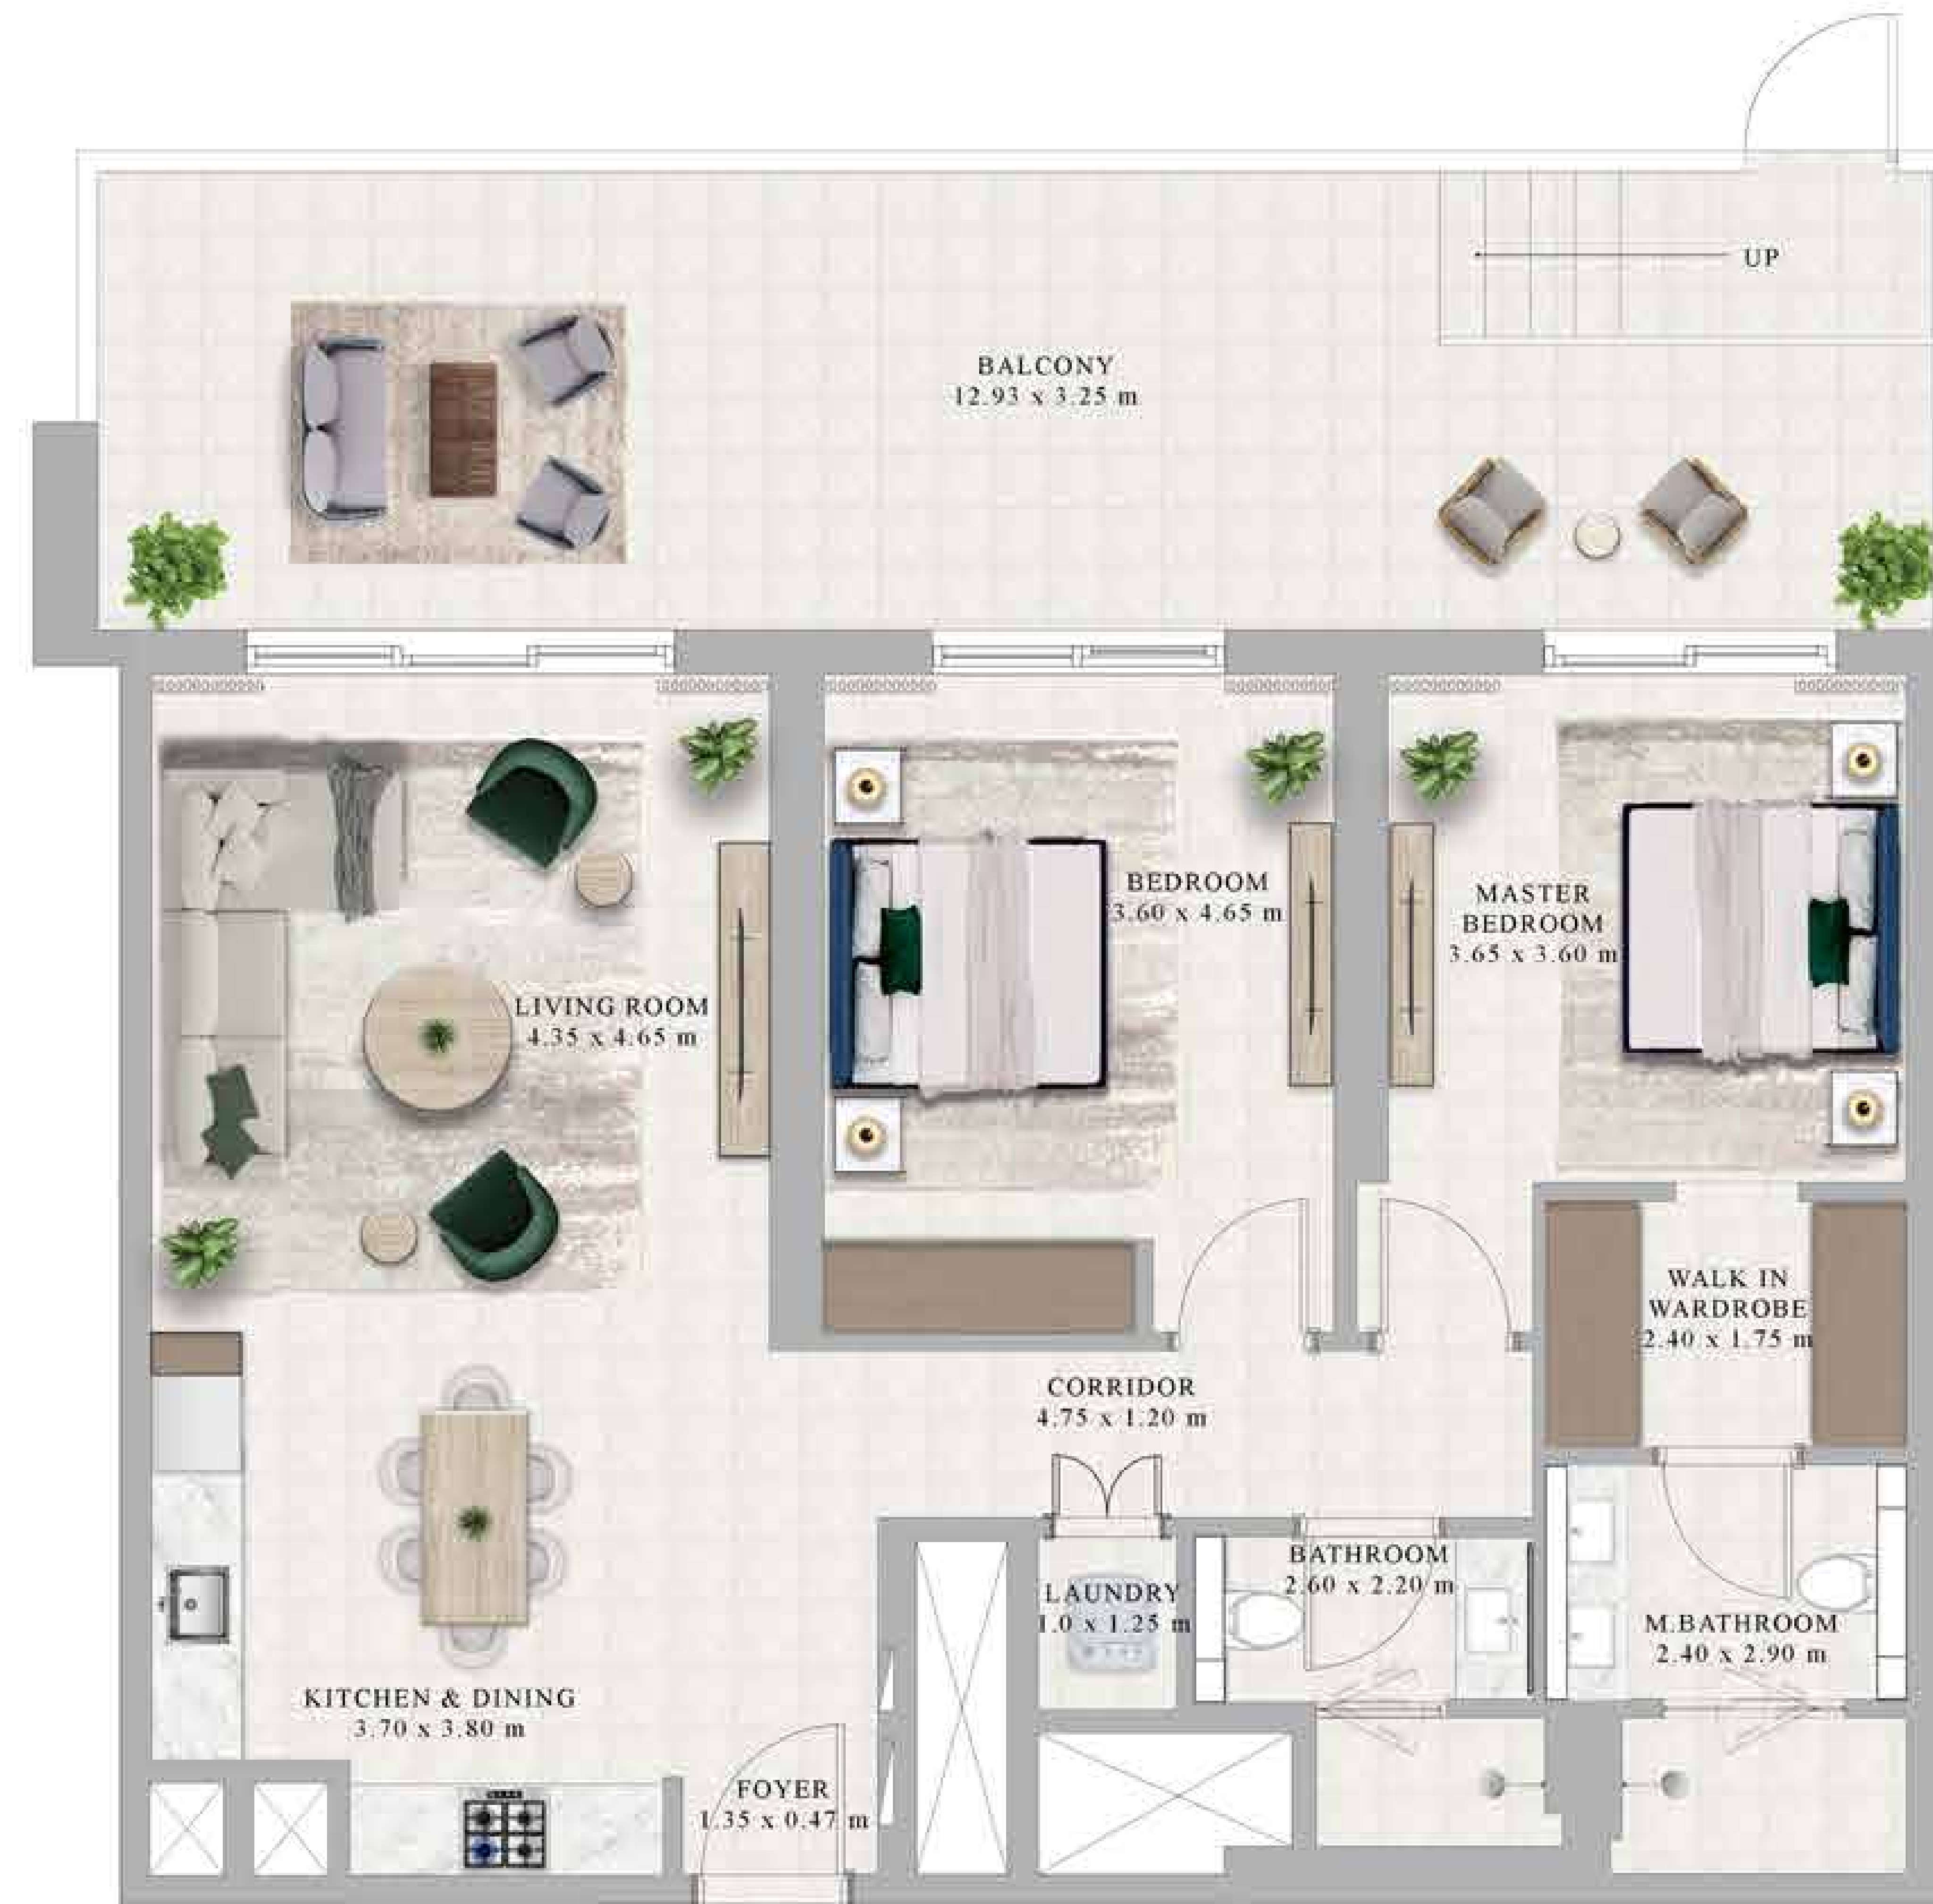 UP
BALCONY
12.93 x 3.25 m
BEDROOM
3.60 x 4.65 m
MASTER
BEDROOM
3.65 x 3.60 m
LIVING ROOM
4.35 x 4.65 m
WALK IN
WARDROBE
2.40 x 1.75 m
CORRIDOR
4.75 x 1.20 m
BATHROOM
2.60 x 2.20 m
LAUNDRY
1.0 x 1.25 m
M.BATHROOM
2.40 x 2.90 m
KITCHEN & DINING
3.70 x 3.80 m
FOYER
1.35 x 0.47 m